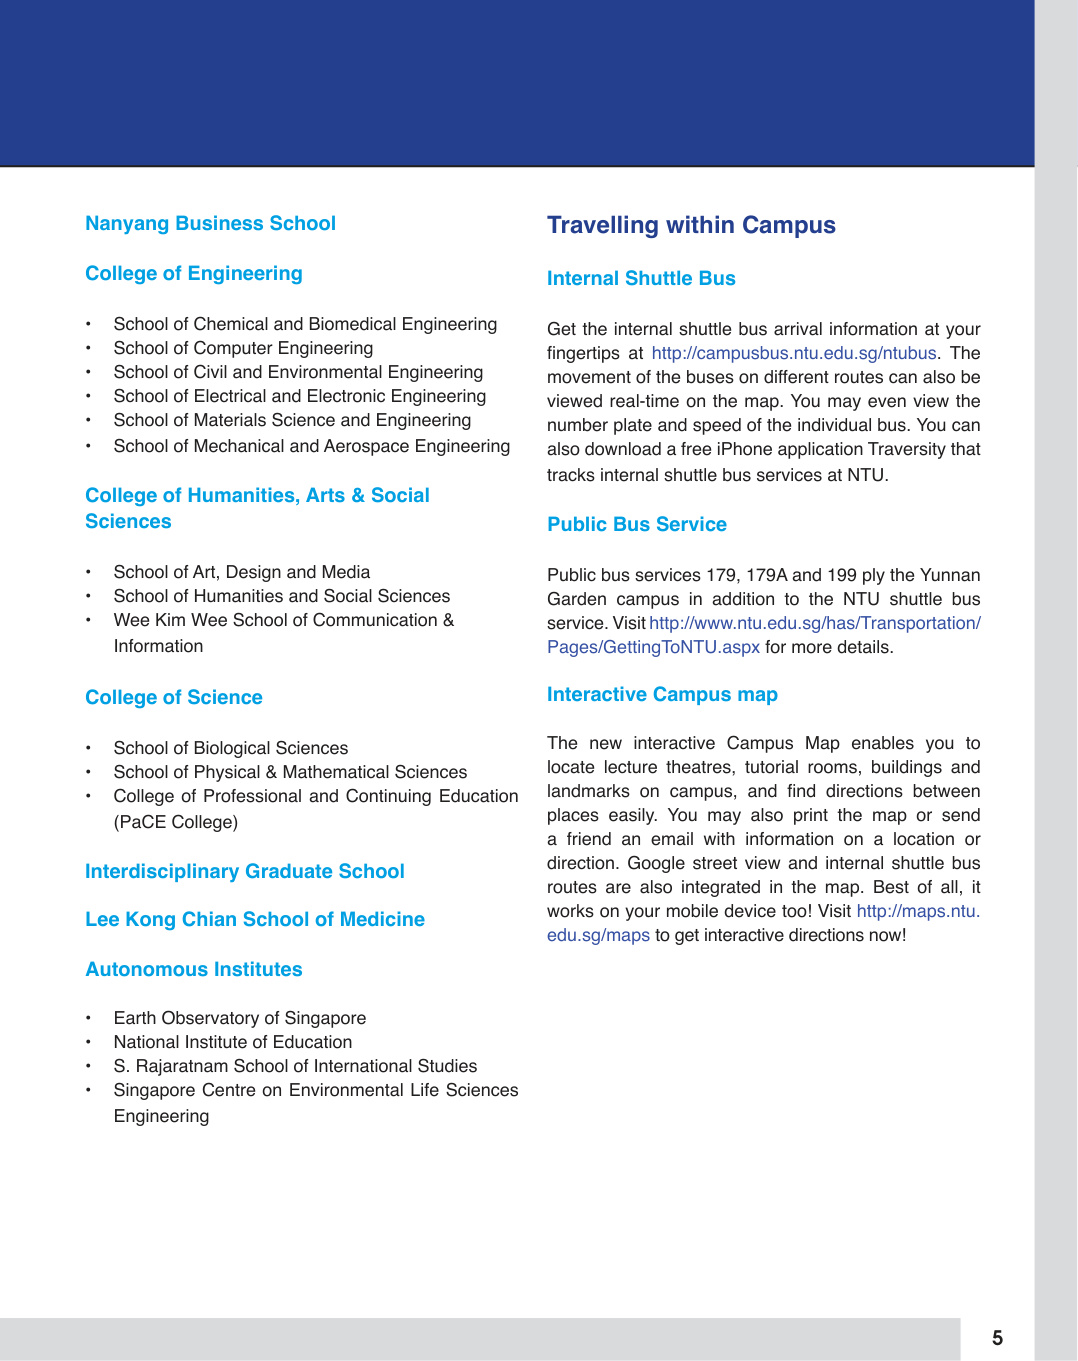 Nanyang Business School
College of Engineering
• School of Chemical and Biomedical Engineering
• School of Computer Engineering
• School of Civil and Environmental Engineering
• School of Electrical and Electronic Engineering
• School of Materials Science and Engineering
• School of Mechanical and Aerospace Engineering
College of Humanities, Arts & Social
Sciences
• School of Art, Design and Media
• School of Humanities and Social Sciences
• Wee Kim Wee School of Communication &
Information
College of Science
• School of Biological Sciences
• School of Physical & Mathematical Sciences
• College of Professional and Continuing Education
(PaCE College)
Interdisciplinary Graduate School
Lee Kong Chian School of Medicine
Autonomous Institutes
• Earth Observatory of Singapore
• National Institute of Education
• S. Rajaratnam School of International Studies
• Singapore Centre on Environmental Life Sciences
Engineering
Travelling within Campus
Internal Shuttle Bus
Get the internal shuttle bus arrival information at your
fingertips at http://campusbus.ntu.edu.sg/ntubus. The
movement of the buses on different routes can also be
viewed real-time on the map. You may even view the
number plate and speed of the individual bus. You can
also download a free iPhone application Traversity that
tracks internal shuttle bus services at NTU.
Public Bus Service
Public bus services 179, 179A and 199 ply the Yunnan
Garden campus in addition to the NTU shuttle bus
service. Visit http://www.ntu.edu.sg/has/Transportation/
Pages/GettingToNTU.aspx for more details.
Interactive Campus map
The new interactive Campus Map enables you to
locate lecture theatres, tutorial rooms, buildings and
landmarks on campus, and find directions between
places easily. You may also print the map or send
a friend an email with information on a location or
direction. Google street view and internal shuttle bus
routes are also integrated in the map. Best of all, it
works on your mobile device too! Visit http://maps.ntu.
edu.sg/maps to get interactive directions now!
5